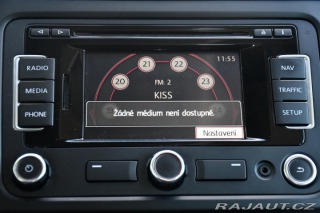 11:55
21 22
20 23
FM: 2
KISS
Žádné médium není dostupné.
Nastavení
RADIO
MEDIA
PHONE
NAV
TRAFFIC
SETUP
RAJAUT.CZ